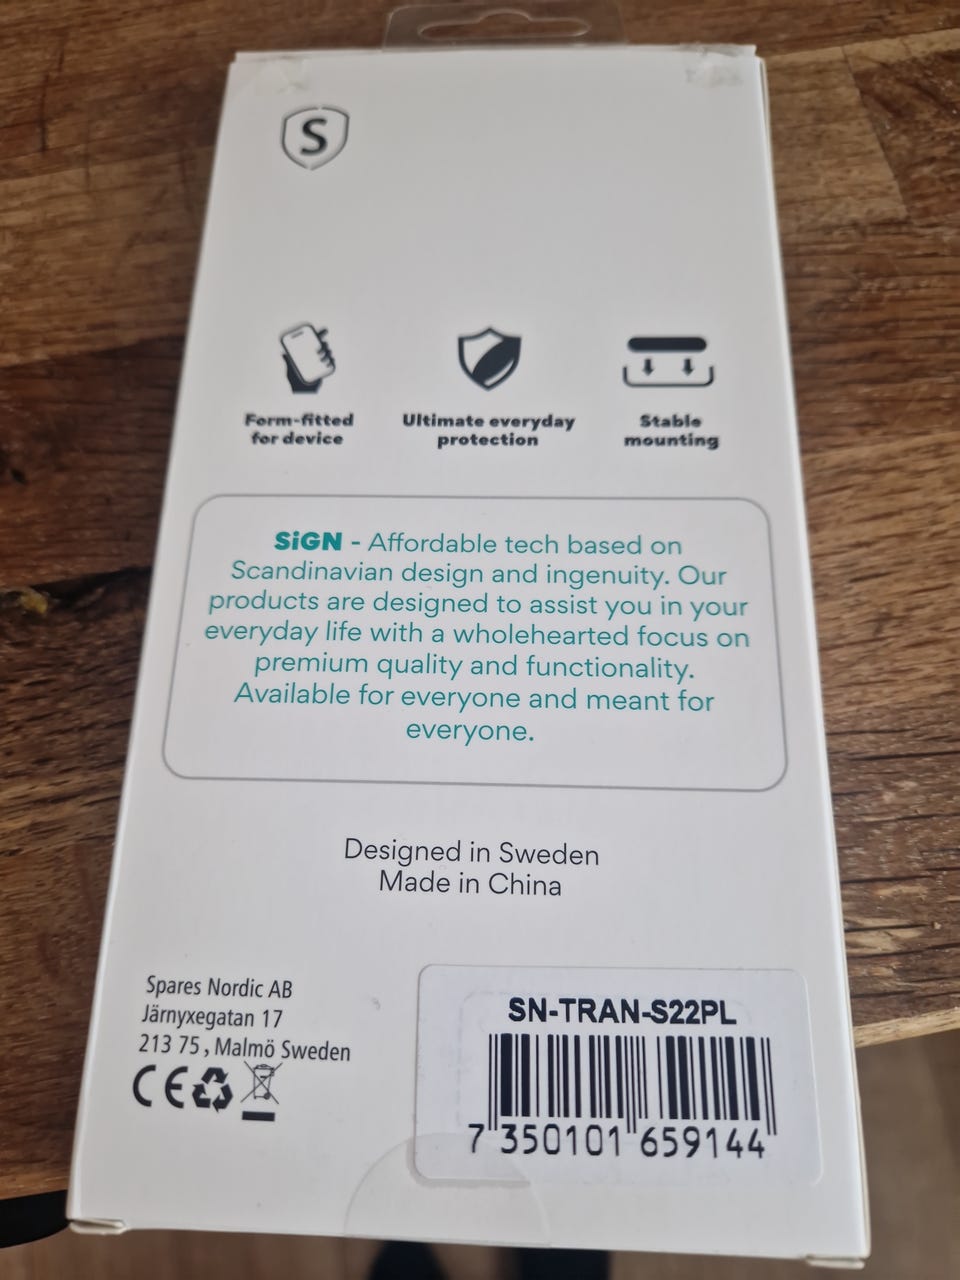 S
Form-fitted
for device
Ultimate everyday
protection
Stable
mounting
SiGN - Affordable tech based on
Scandinavian design and ingenuity. Our
products are designed to assist you in your
everyday life with a wholehearted focus on
premium quality and functionality.
Available for everyone and meant for
everyone.
Designed in Sweden
Made in China
Spares Nordic AB
Järnyxegatan 17
213 75, Malmö Sweden
CE
SN-TRAN-S22PL
7 350101 659144